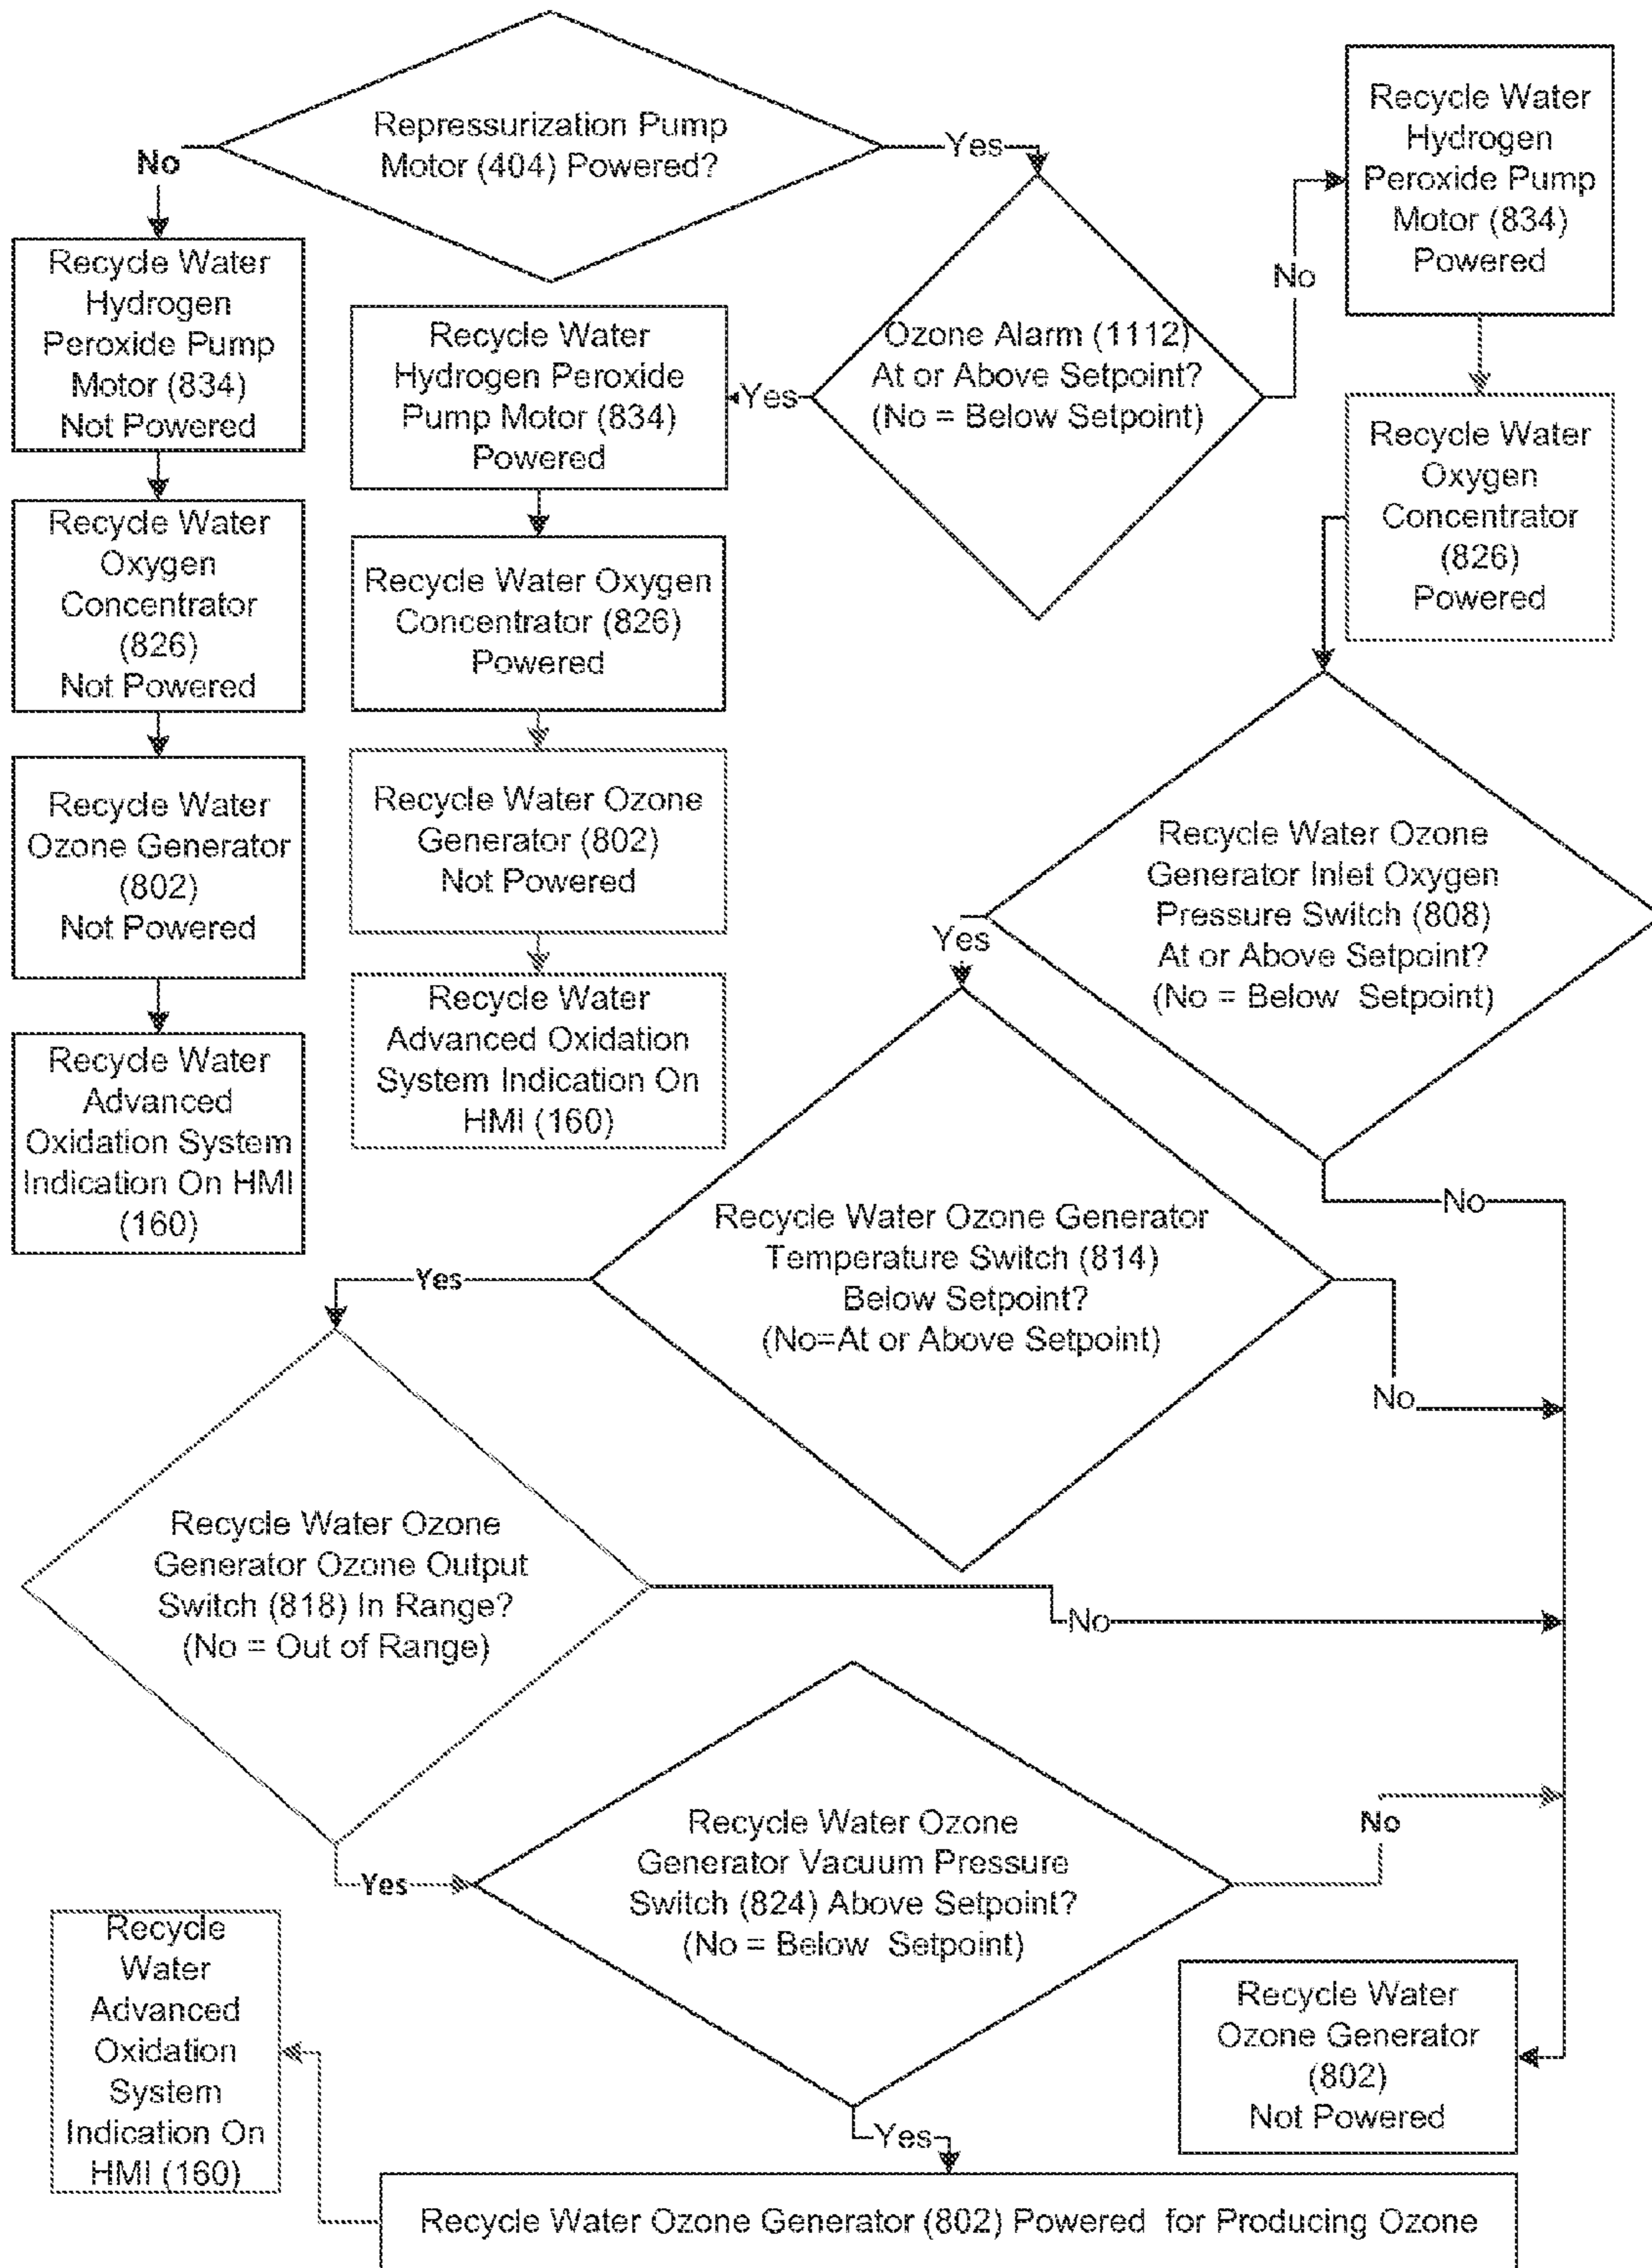 Repressurization Pump
Motor (404) Powered?
No
Yes
Recycle Water
Hydrogen
Peroxide Pump
Motor (834)
Powered
No
Recycle Water
Hydrogen
Peroxide Pump
Motor (834)
Not Powered
Recycle Water
Hydrogen Peroxide
Pump Motor (834)
Powered
Yes
Ozone Alarm (1112)
At or Above Setpoint?
(No = Below Setpoint)
Recycle Water
Oxygen
Concentrator
(826)
Powered
Recycle Water
Oxygen
Concentrator
(826)
Not Powered
Recycle Water Oxygen
Concentrator (826)
Powered
Recycle Water
Ozone Generator
(802)
Not Powered
Recycle Water Ozone
Generator (802)
Not Powered
Recycle Water Ozone
Generator Inlet Oxygen
Pressure Switch (808)
At or Above Setpoint?
(No = Below Setpoint)
Yes
No
Recycle Water
Advanced
Oxidation System
Indication On HMI
(160)
Recycle Water
Advanced Oxidation
System Indication On
HMI (160)
Recycle Water Ozone Generator
Temperature Switch (814)
Below Setpoint?
(No=At or Above Setpoint)
Yes
No
Recycle Water Ozone
Generator Ozone Output
Switch (818) In Range?
(No = Out of Range)
No
Yes
Recycle Water Ozone
Generator Vacuum Pressure
Switch (824) Above Setpoint?
(No = Below Setpoint)
No
Recycle
Water
Advanced
Oxidation
System
Indication On
HMI (160)
Recycle Water
Ozone Generator
(802)
Not Powered
Yes
Recycle Water Ozone Generator (802) Powered for Producing Ozone